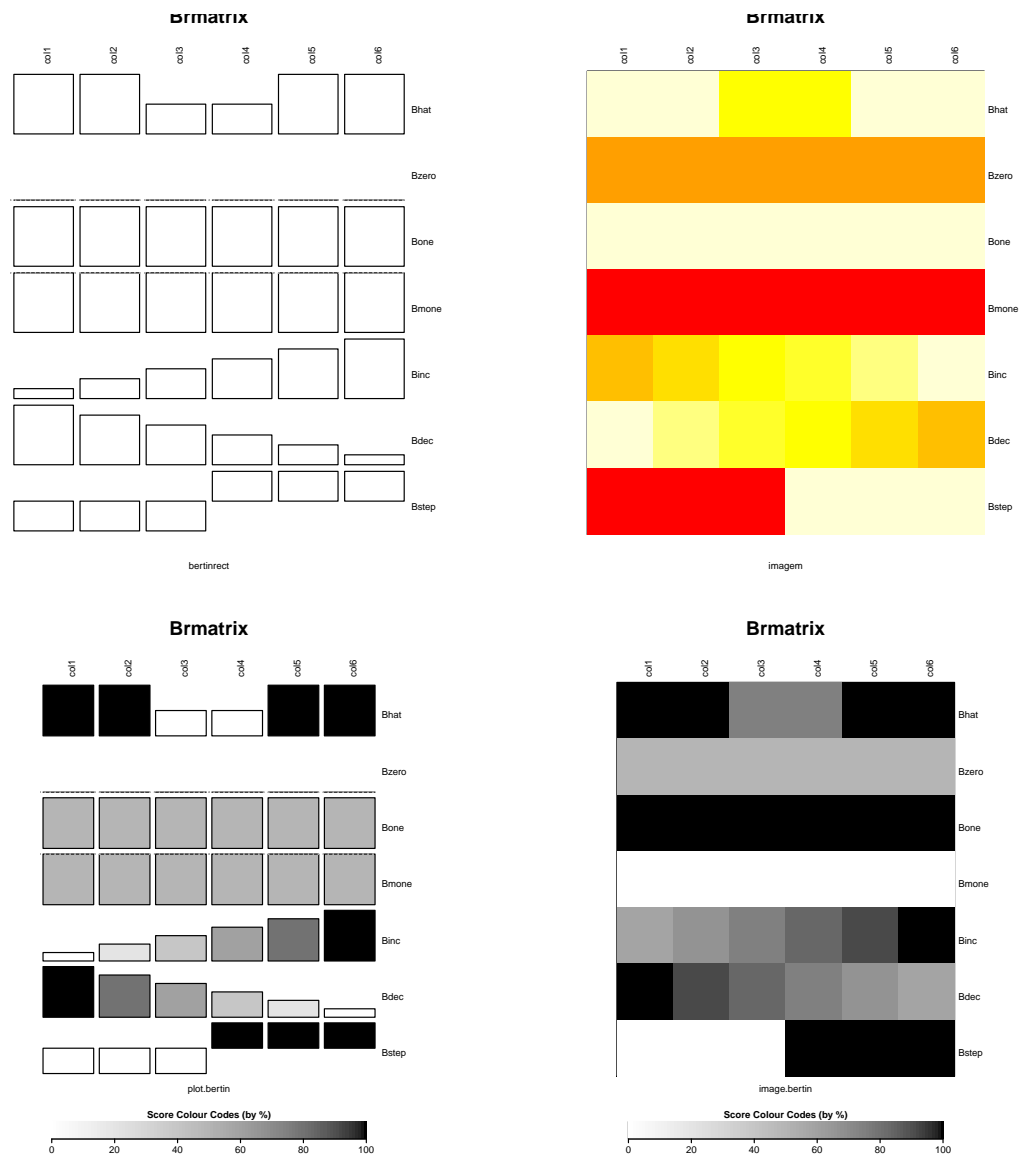 Brmatrix
col1 col2 col3 col4 col5 col6
Bhat
Bzero
Bone
Bmone
Binc
Bdec
Bstep
bertinrect
Brmatrix
col1 col2 col3 col4 col5 col6
Bhat
Bzero
Bone
Bmone
Binc
Bdec
Bstep
imagem
Brmatrix
col1 col2 col3 col4 col5 col6
Bhat
Bzero
Bone
Bmone
Binc
Bdec
Bstep
plot.bertin
Score Colour Codes (by %)
0 20 40 60 80 100
Brmatrix
col1 col2 col3 col4 col5 col6
Bhat
Bzero
Bone
Bmone
Binc
Bdec
Bstep
image.bertin
Score Colour Codes (by %)
0 20 40 60 80 100